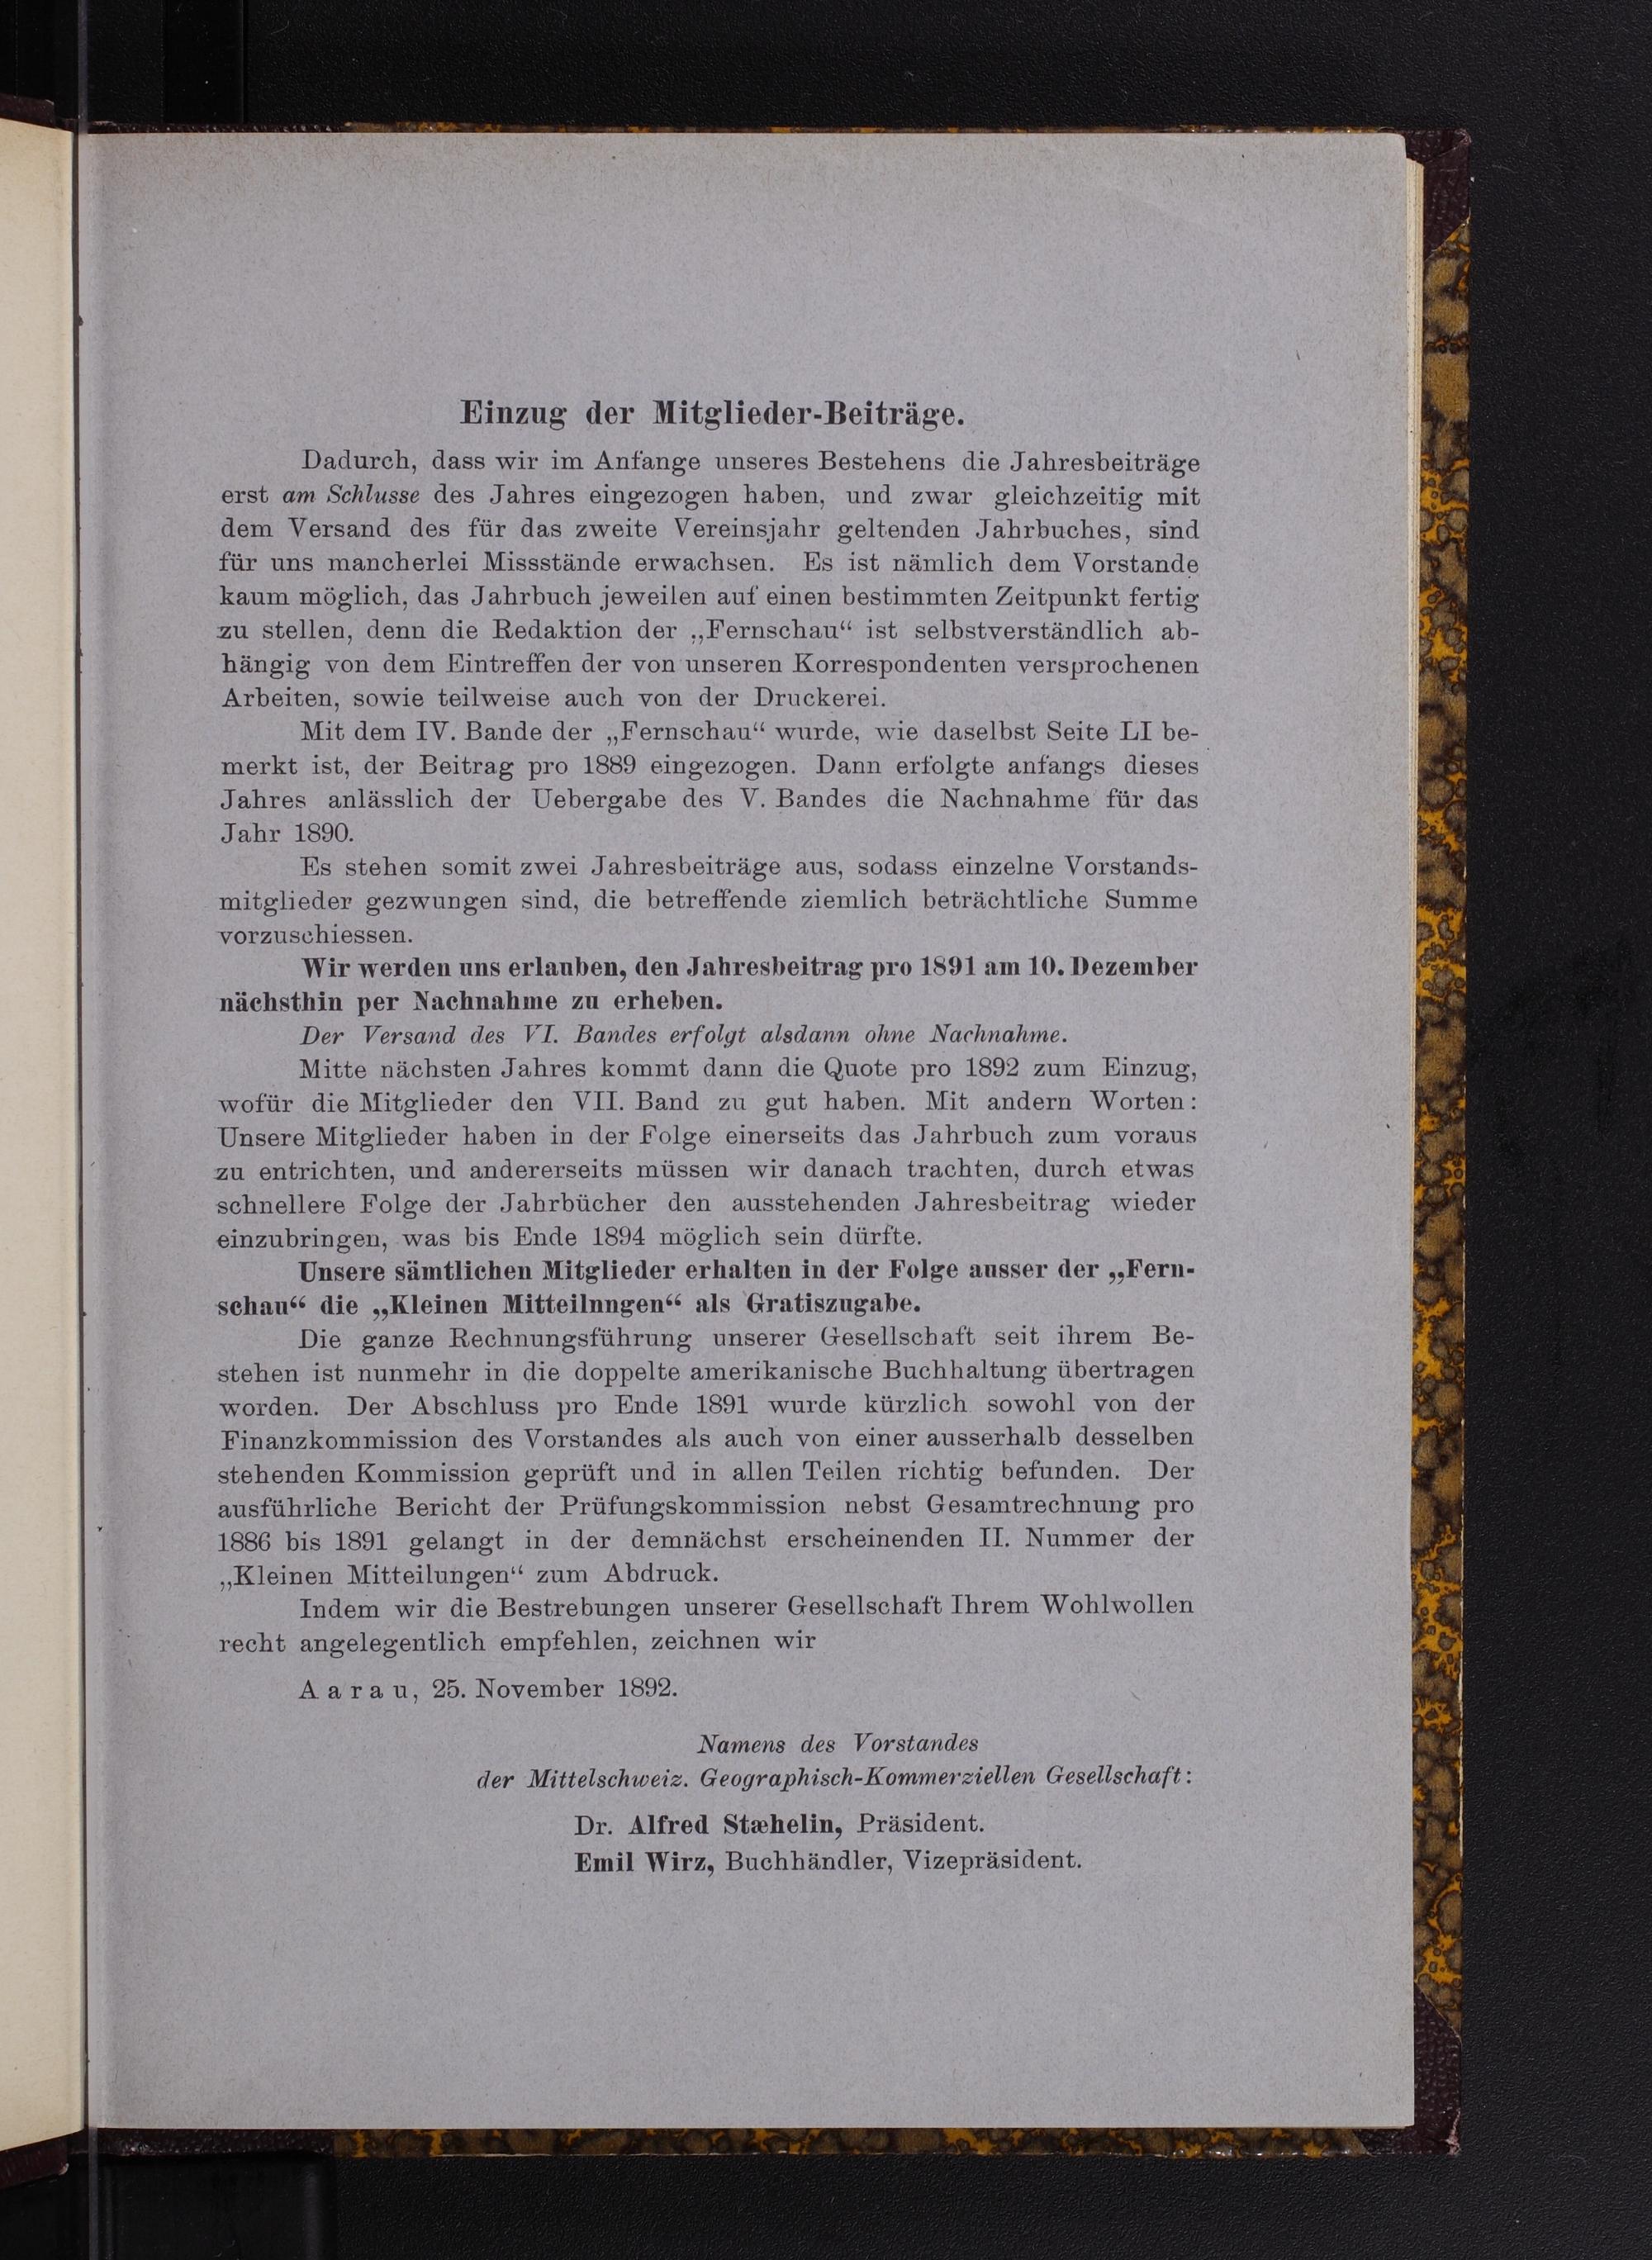 Einzug der Mitglieder-Beiträge.
Dadurch, dass wir im Anfange unseres Bestehens die Jahresbeiträge
erst am Schlusse des Jahres eingezogen haben, und zwar gleichzeitig mit
dem Versand des für das zweite Vereinsjahr geltenden Jahrbuches, sind
für uns mancherlei Missstände erwachsen. Es ist nämlich dem Vorstande
kaum möglich, das Jahrbuch jeweilen auf einen bestimmten Zeitpunkt fertig
zu stellen, denn die Redaktion der „Fernschau“ ist selbstverständlich ab-
hängig von dem Eintreffen der von unseren Korrespondenten versprochenen
Arbeiten, sowie teilweise auch von der Druckerei.
Mit dem IV. Bande der „Fernschau“ wurde, wie daselbst Seite LI be-
merkt ist, der Beitrag pro 1889 eingezogen. Dann erfolgte anfangs dieses
Jahres anlässlich der Uebergabe des V. Bandes die Nachnahme für das
Jahr 1890.
Es stehen somit zwei Jahresbeiträge aus, sodass einzelne Vorstands-
mitglieder gezwungen sind, die betreffende ziemlich beträchtliche Summe
vorzuschiessen.
Wir werden uns erlauben, den Jahresbeitrag pro 1891 am 10. Dezember
nächsthin per Nachnahme zu erheben.
Der Versand des VI. Bandes erfolgt alsdann ohne Nachnahme.
Mitte nächsten Jahres kommt dann die Quote pro 1892 zum Einzug,
wofür die Mitglieder den VII. Band zu gut haben. Mit andern Worten:
Unsere Mitglieder haben in der Folge einerseits das Jahrbuch zum voraus
zu entrichten, und andererseits müssen wir danach trachten, durch etwas
schnellere Folge der Jahrbücher den ausstehenden Jahresbeitrag wieder
einzubringen, was bis Ende 1894 möglich sein dürfte.
Unsere sämtlichen Mitglieder erhalten in der Folge ausser der „Fern-
schau“ die „Kleinen Mitteilnngen“ als Gratiszugabe.
Die ganze Rechnungsführung unserer Gesellschaft seit ihrem Be-
stehen ist nunmehr in die doppelte amerikanische Buchhaltung übertragen
worden. Der Abschluss pro Ende 1891 wurde kürzlich sowohl von der
Finanzkommission des Vorstandes als auch von einer ausserhalb desselben
stehenden Kommission geprüft und in allen Teilen richtig befunden. Der
ausführliche Bericht der Prüfungskommission nebst Gesamtrechnung pro
1886 bis 1891 gelangt in der demnächst erscheinenden II. Nummer der
„Kleinen Mitteilungen“ zum Abdruck.
Indem wir die Bestrebungen unserer Gesellschaft Ihrem Wohlwollen
recht angelegentlich empfehlen, zeichnen wir
Aarau, 25. November 1892.
Namens des Vorstandes
der Mittelschweiz. Geographisch-Kommerziellen Gesellschaft:
Dr. Alfred Stæhelin, Präsident.
Emil Wirz, Buchhändler, Vizepräsident.